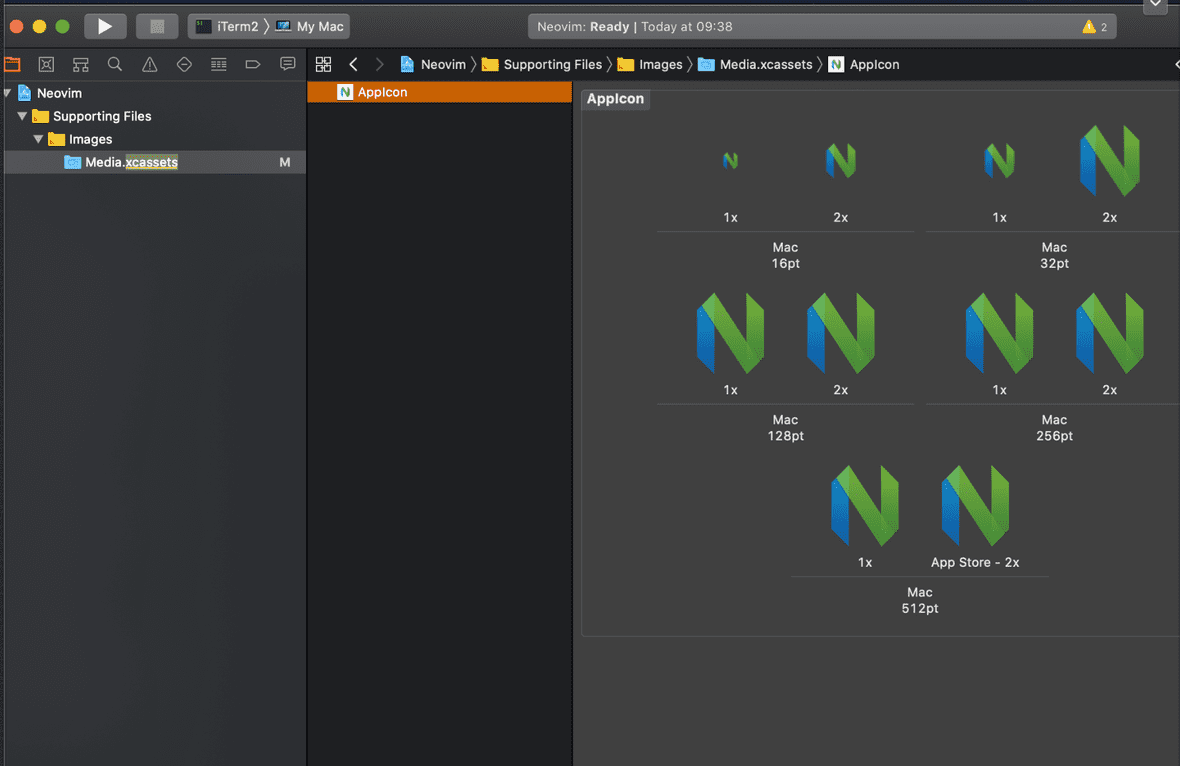 iTerm2 My Mac
Neovim: Ready | Today at 09:38
2
Neovim Supporting Files Images Media.xcassets AppIcon
Neovim
Supporting Files
Images
Media.xcassets M
AppIcon
AppIcon
1x 2x 1x 2x
Mac Mac
16pt 32pt
1x 2x 1x 2x
Mac Mac
128pt 256pt
1x App Store - 2x
Mac
512pt